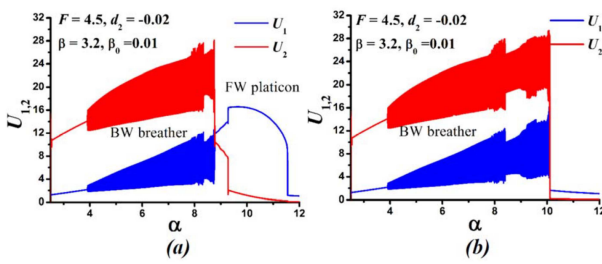 F = 4.5, d₂ = -0.02
β = 3.2, β₀ = 0.01
U₁
U₂
FW platicon
BW breather
U₁,₂
28
24
20
16
12
8
4
0
4
6
8
10
12
α
(a)
F = 4.5, d₂ = -0.02
β = 3.2, β₀ = 0.01
U₁
U₂
BW breather
U₁,₂
28
24
20
16
12
8
4
0
4
6
8
10
12
α
(b)